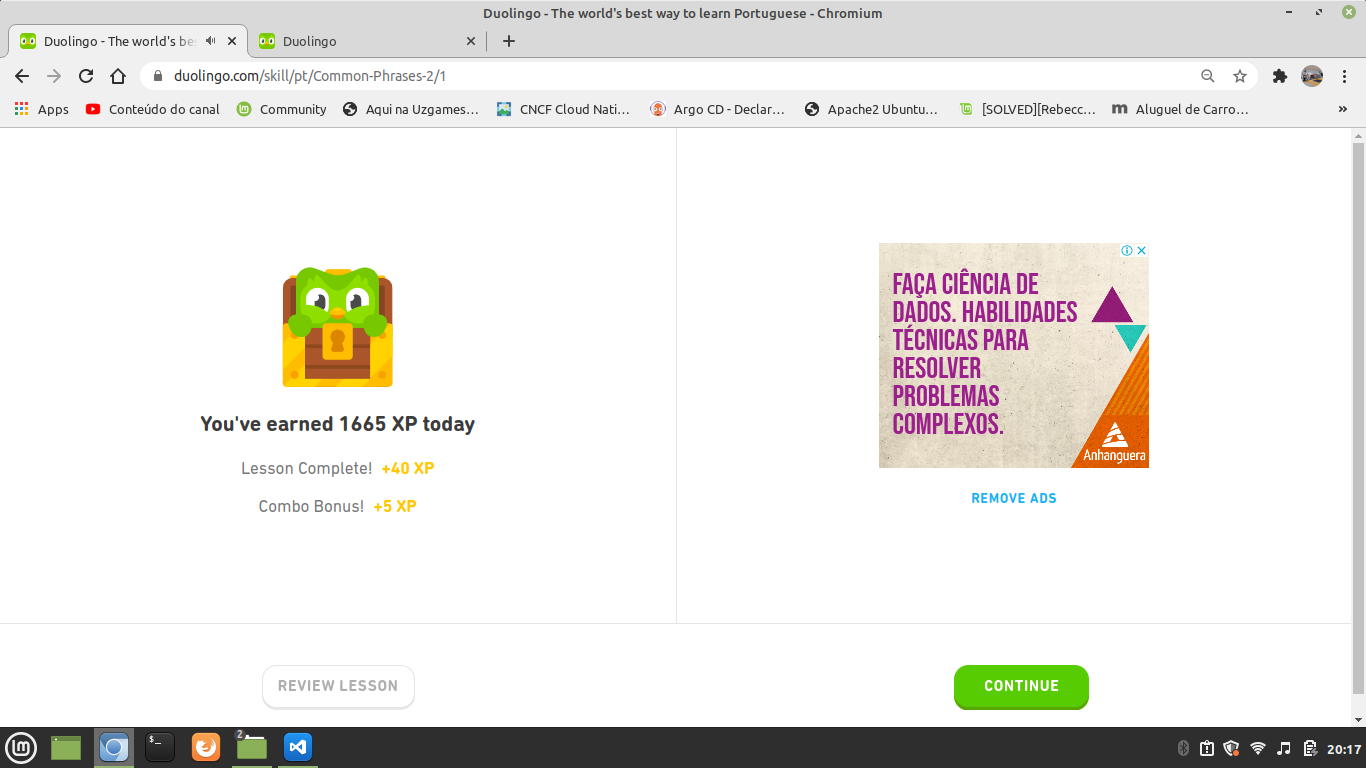 Duolingo - The world's best way to learn Portuguese - Chromium
Duolingo - The world's be
Duolingo
duolingo.com/skill/pt/Common-Phrases-2/1
Apps
Conteúdo do canal
Community
Aqui na Uzgames...
CNCF Cloud Nati...
Argo CD - Declar...
Apache2 Ubuntu...
[SOLVED][Rebecc...
Aluguel de Carro...
»
You've earned 1665 XP today
Lesson Complete! +40 XP
Combo Bonus! +5 XP
FAÇA CIÊNCIA DE
DADOS. HABILIDADES
TÉCNICAS PARA
RESOLVER
PROBLEMAS
COMPLEXOS.
Anhanguera
REMOVE ADS
REVIEW LESSON
CONTINUE
2
20:17